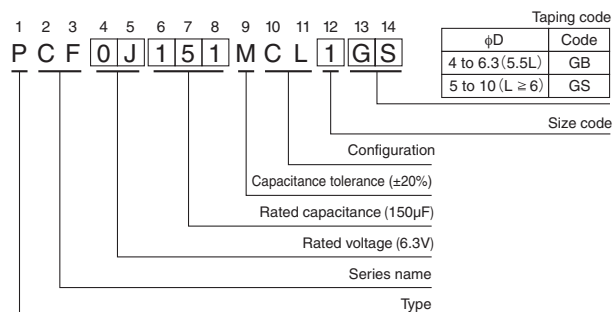 1 2 3 4 5 6 7 8 9 10 11 12 13 14
P C F 0 J 1 5 1 M C L 1 G S
Taping code
φD Code
4 to 6.3 (5.5L) GB
5 to 10 (L ≧ 6) GS
Size code
Configuration
Capacitance tolerance (±20%)
Rated capacitance (150μF)
Rated voltage (6.3V)
Series name
Type